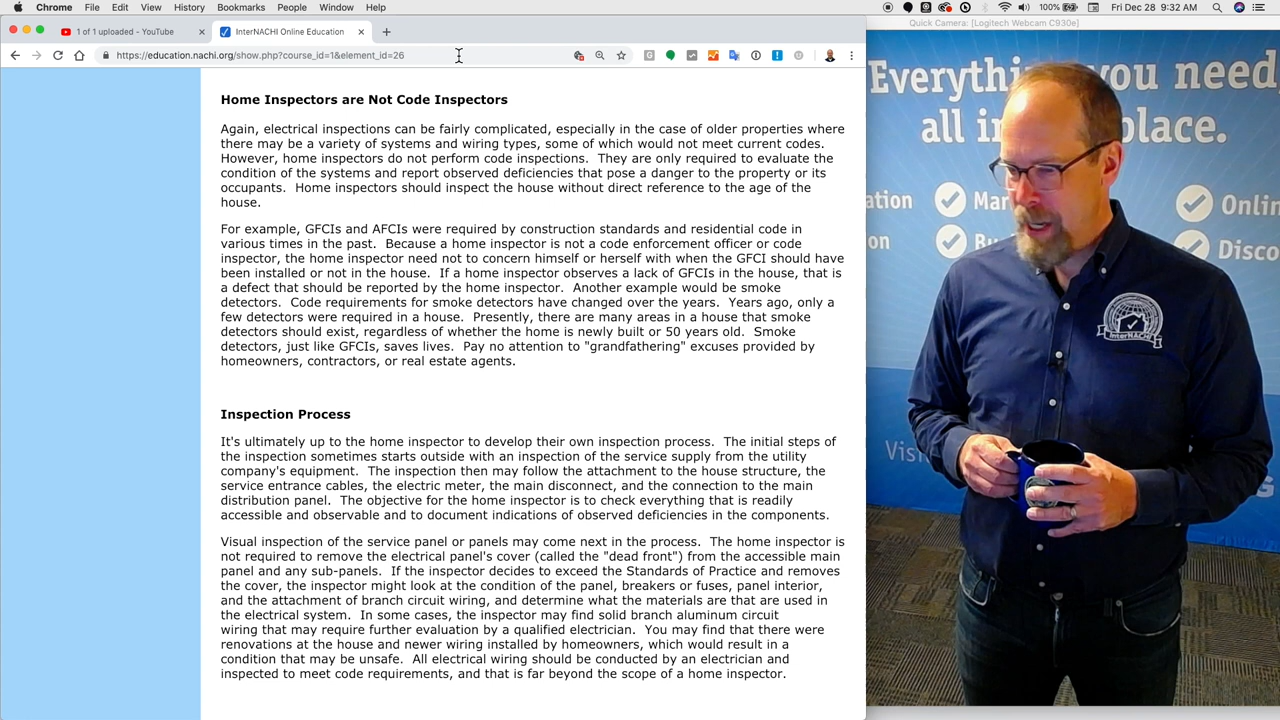 Chrome File Edit View History Bookmarks People Window Help
100% Fri Dec 28 9:32 AM
1 of 1 uploaded - YouTube
InterNACHI Online Education
https://education.nachi.org/show.php?course_id=1&element_id=26
Quick Camera: [Logitech Webcam C930e]
Home Inspectors are Not Code Inspectors
Again, electrical inspections can be fairly complicated, especially in the case of older properties where
there may be a variety of systems and wiring types, some of which would not meet current codes.
However, home inspectors do not perform code inspections.  They are only required to evaluate the
condition of the systems and report observed deficiencies that pose a danger to the property or its
occupants.  Home inspectors should inspect the house without direct reference to the age of the
house.
For example, GFCIs and AFCIs were required by construction standards and residential code in
various times in the past.  Because a home inspector is not a code enforcement officer or code
inspector, the home inspector need not to concern himself or herself with when the GFCI should have
been installed or not in the house.  If a home inspector observes a lack of GFCIs in the house, that is
a defect that should be reported by the home inspector.  Another example would be smoke
detectors.  Code requirements for smoke detectors have changed over the years.  Years ago, only a
few detectors were required in a house.  Presently, there are many areas in a house that smoke
detectors should exist, regardless of whether the home is newly built or 50 years old.  Smoke
detectors, just like GFCIs, saves lives.  Pay no attention to "grandfathering" excuses provided by
homeowners, contractors, or real estate agents.
Inspection Process
It's ultimately up to the home inspector to develop their own inspection process.  The initial steps of
the inspection sometimes starts outside with an inspection of the service supply from the utility
company's equipment.  The inspection then may follow the attachment to the house structure, the
service entrance cables, the electric meter, the main disconnect, and the connection to the main
distribution panel.  The objective for the home inspector is to check everything that is readily
accessible and observable and to document indications of observed deficiencies in the components.
Visual inspection of the service panel or panels may come next in the process.  The home inspector is
not required to remove the electrical panel's cover (called the "dead front") from the accessible main
panel and any sub-panels.  If the inspector decides to exceed the Standards of Practice and removes
the cover, the inspector might look at the condition of the panel, breakers or fuses, panel interior,
and the attachment of branch circuit wiring, and determine what the materials are that are used in
the electrical system.  In some cases, the inspector may find solid branch aluminum circuit
wiring that may require further evaluation by a qualified electrician.  You may find that there were
renovations at the house and newer wiring installed by homeowners, which would result in a
condition that may be unsafe.  All electrical wiring should be conducted by an electrician and
inspected to meet code requirements, and that is far beyond the scope of a home inspector.
Everything you need,
all in place.
Onlin
Disco
InterNACHI